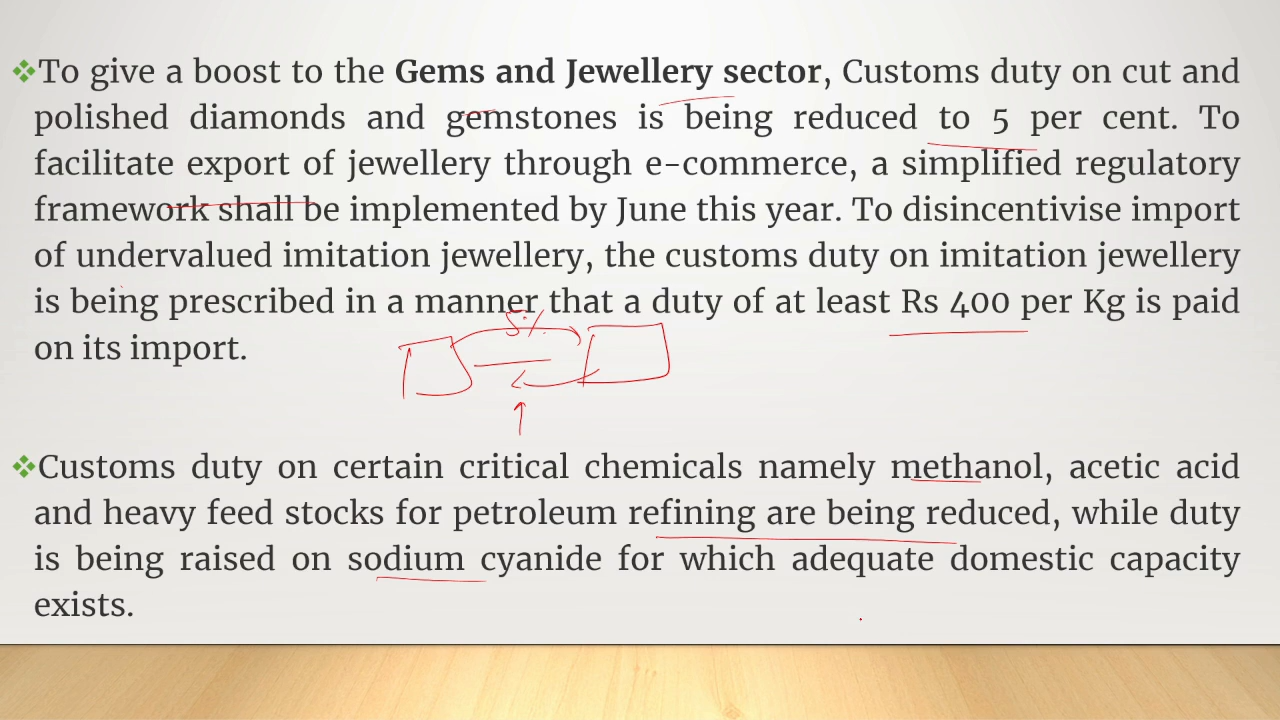 ❖To give a boost to the Gems and Jewellery sector, Customs duty on cut and
polished diamonds and gemstones is being reduced to 5 per cent. To
facilitate export of jewellery through e-commerce, a simplified regulatory
framework shall be implemented by June this year. To disincentivise import
of undervalued imitation jewellery, the customs duty on imitation jewellery
is being prescribed in a manner that a duty of at least Rs 400 per Kg is paid
5%
on its import.
❖Customs duty on certain critical chemicals namely methanol, acetic acid
and heavy feed stocks for petroleum refining are being reduced, while duty
is being raised on sodium cyanide for which adequate domestic capacity
exists.